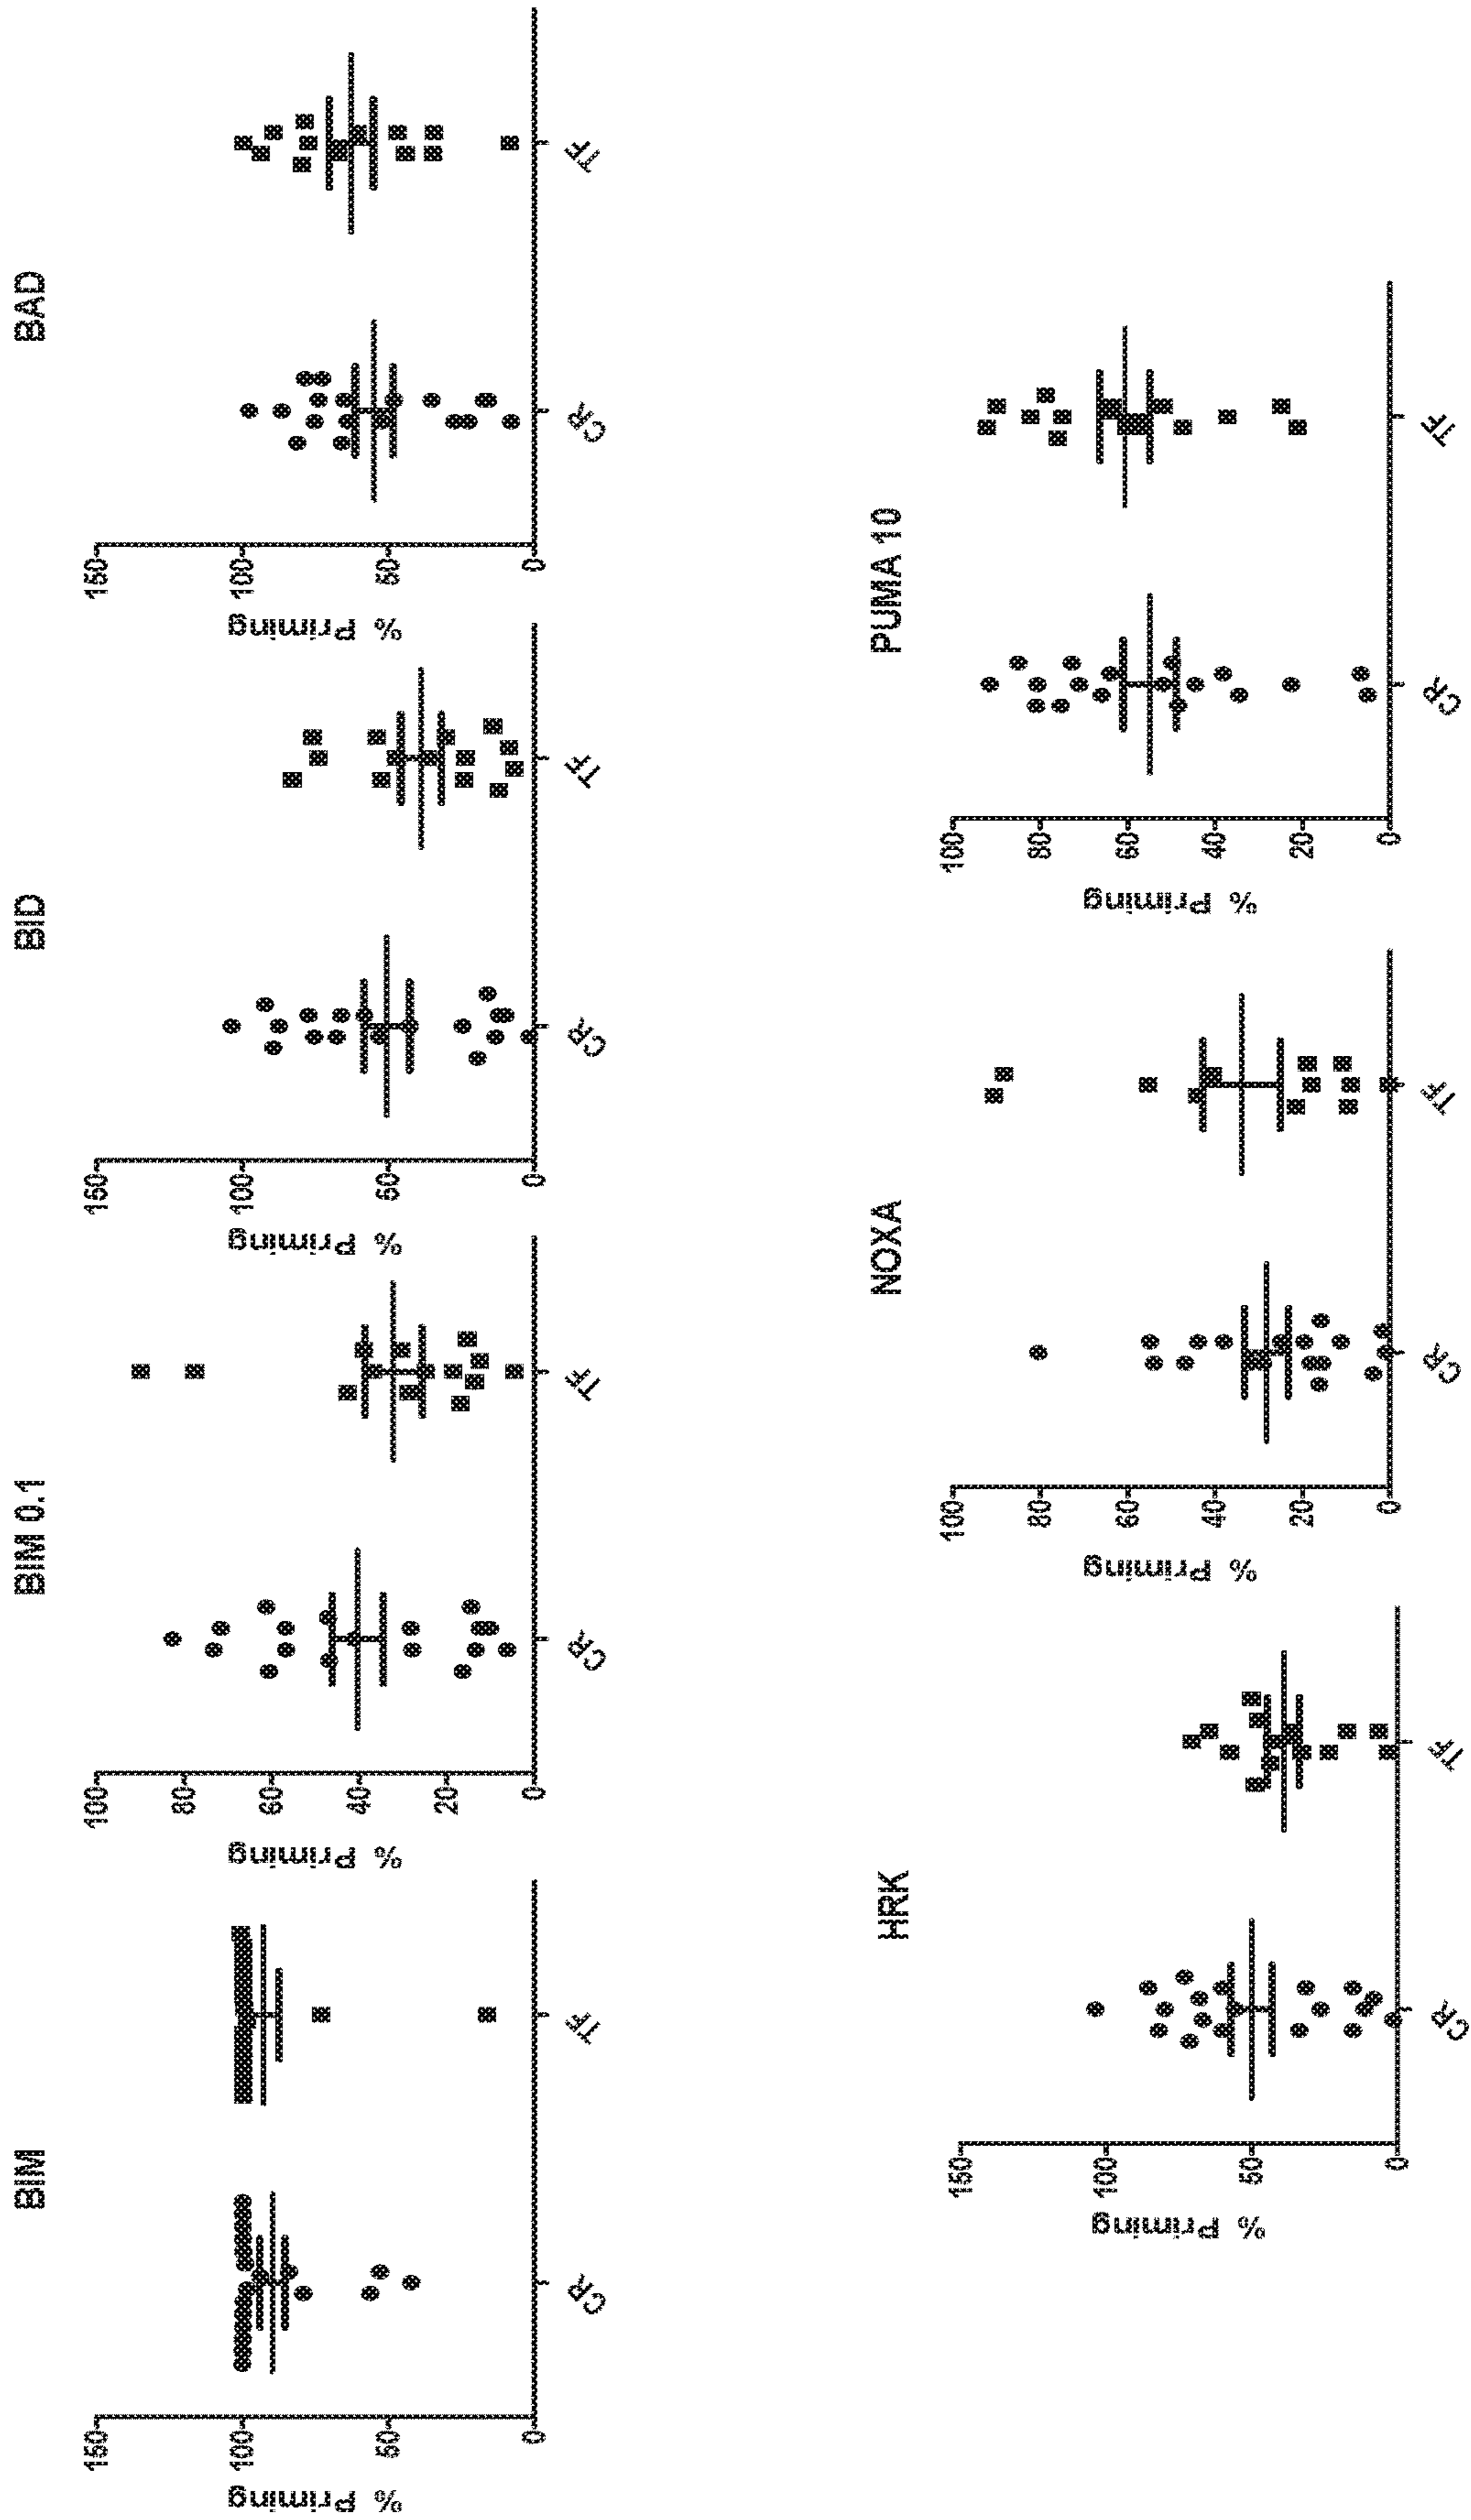 BIM
% Priming
150
100
50
0
CR
TF
BIM 0.1
% Priming
100
80
60
40
20
0
CR
TF
BID
% Priming
150
100
50
0
CR
TF
BAD
% Priming
150
100
50
0
CR
TF
HRK
% Priming
150
100
50
0
CR
TF
NOXA
% Priming
100
80
60
40
20
0
CR
TF
PUMA 10
% Priming
100
80
60
40
20
0
CR
TF